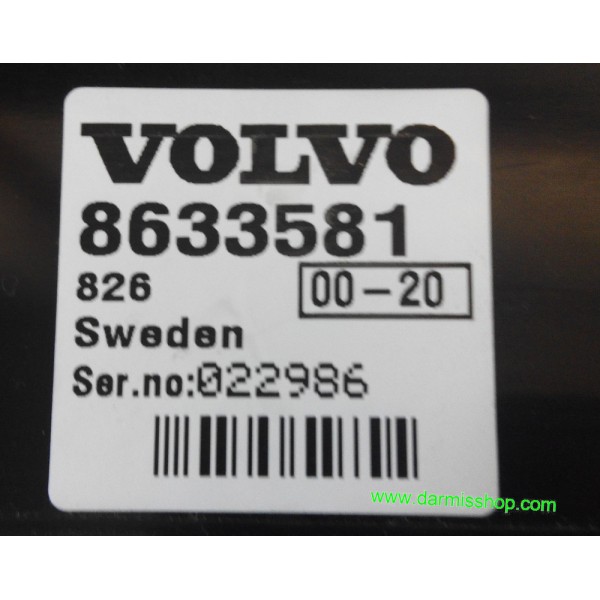 VOLVO
8633581
826 00-20
Sweden
Ser.no:022986
www.darmisshop.com